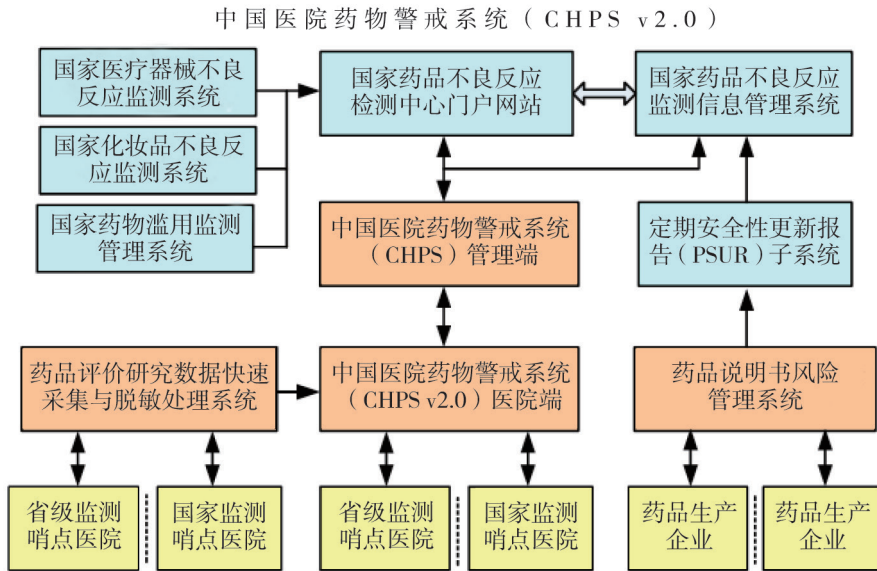 中国医院药物警戒系统(CHPS v2.0)
国家医疗器械不良
反应监测系统
国家药品不良反应
检测中心门户网站
国家药品不良反应
监测信息管理系统
国家化妆品不良反
应监测系统
国家药物滥用监测
管理系统
中国医院药物警戒系统
(CHPS)管理端
定期安全性更新报
告(PSUR)子系统
药品评价研究数据快速
采集与脱敏处理系统
中国医院药物警戒系统
(CHPS v2.0)医院端
药品说明书风险
管理系统
省级监测
哨点医院
国家监测
哨点医院
省级监测
哨点医院
国家监测
哨点医院
药品生产
企业
药品生产
企业